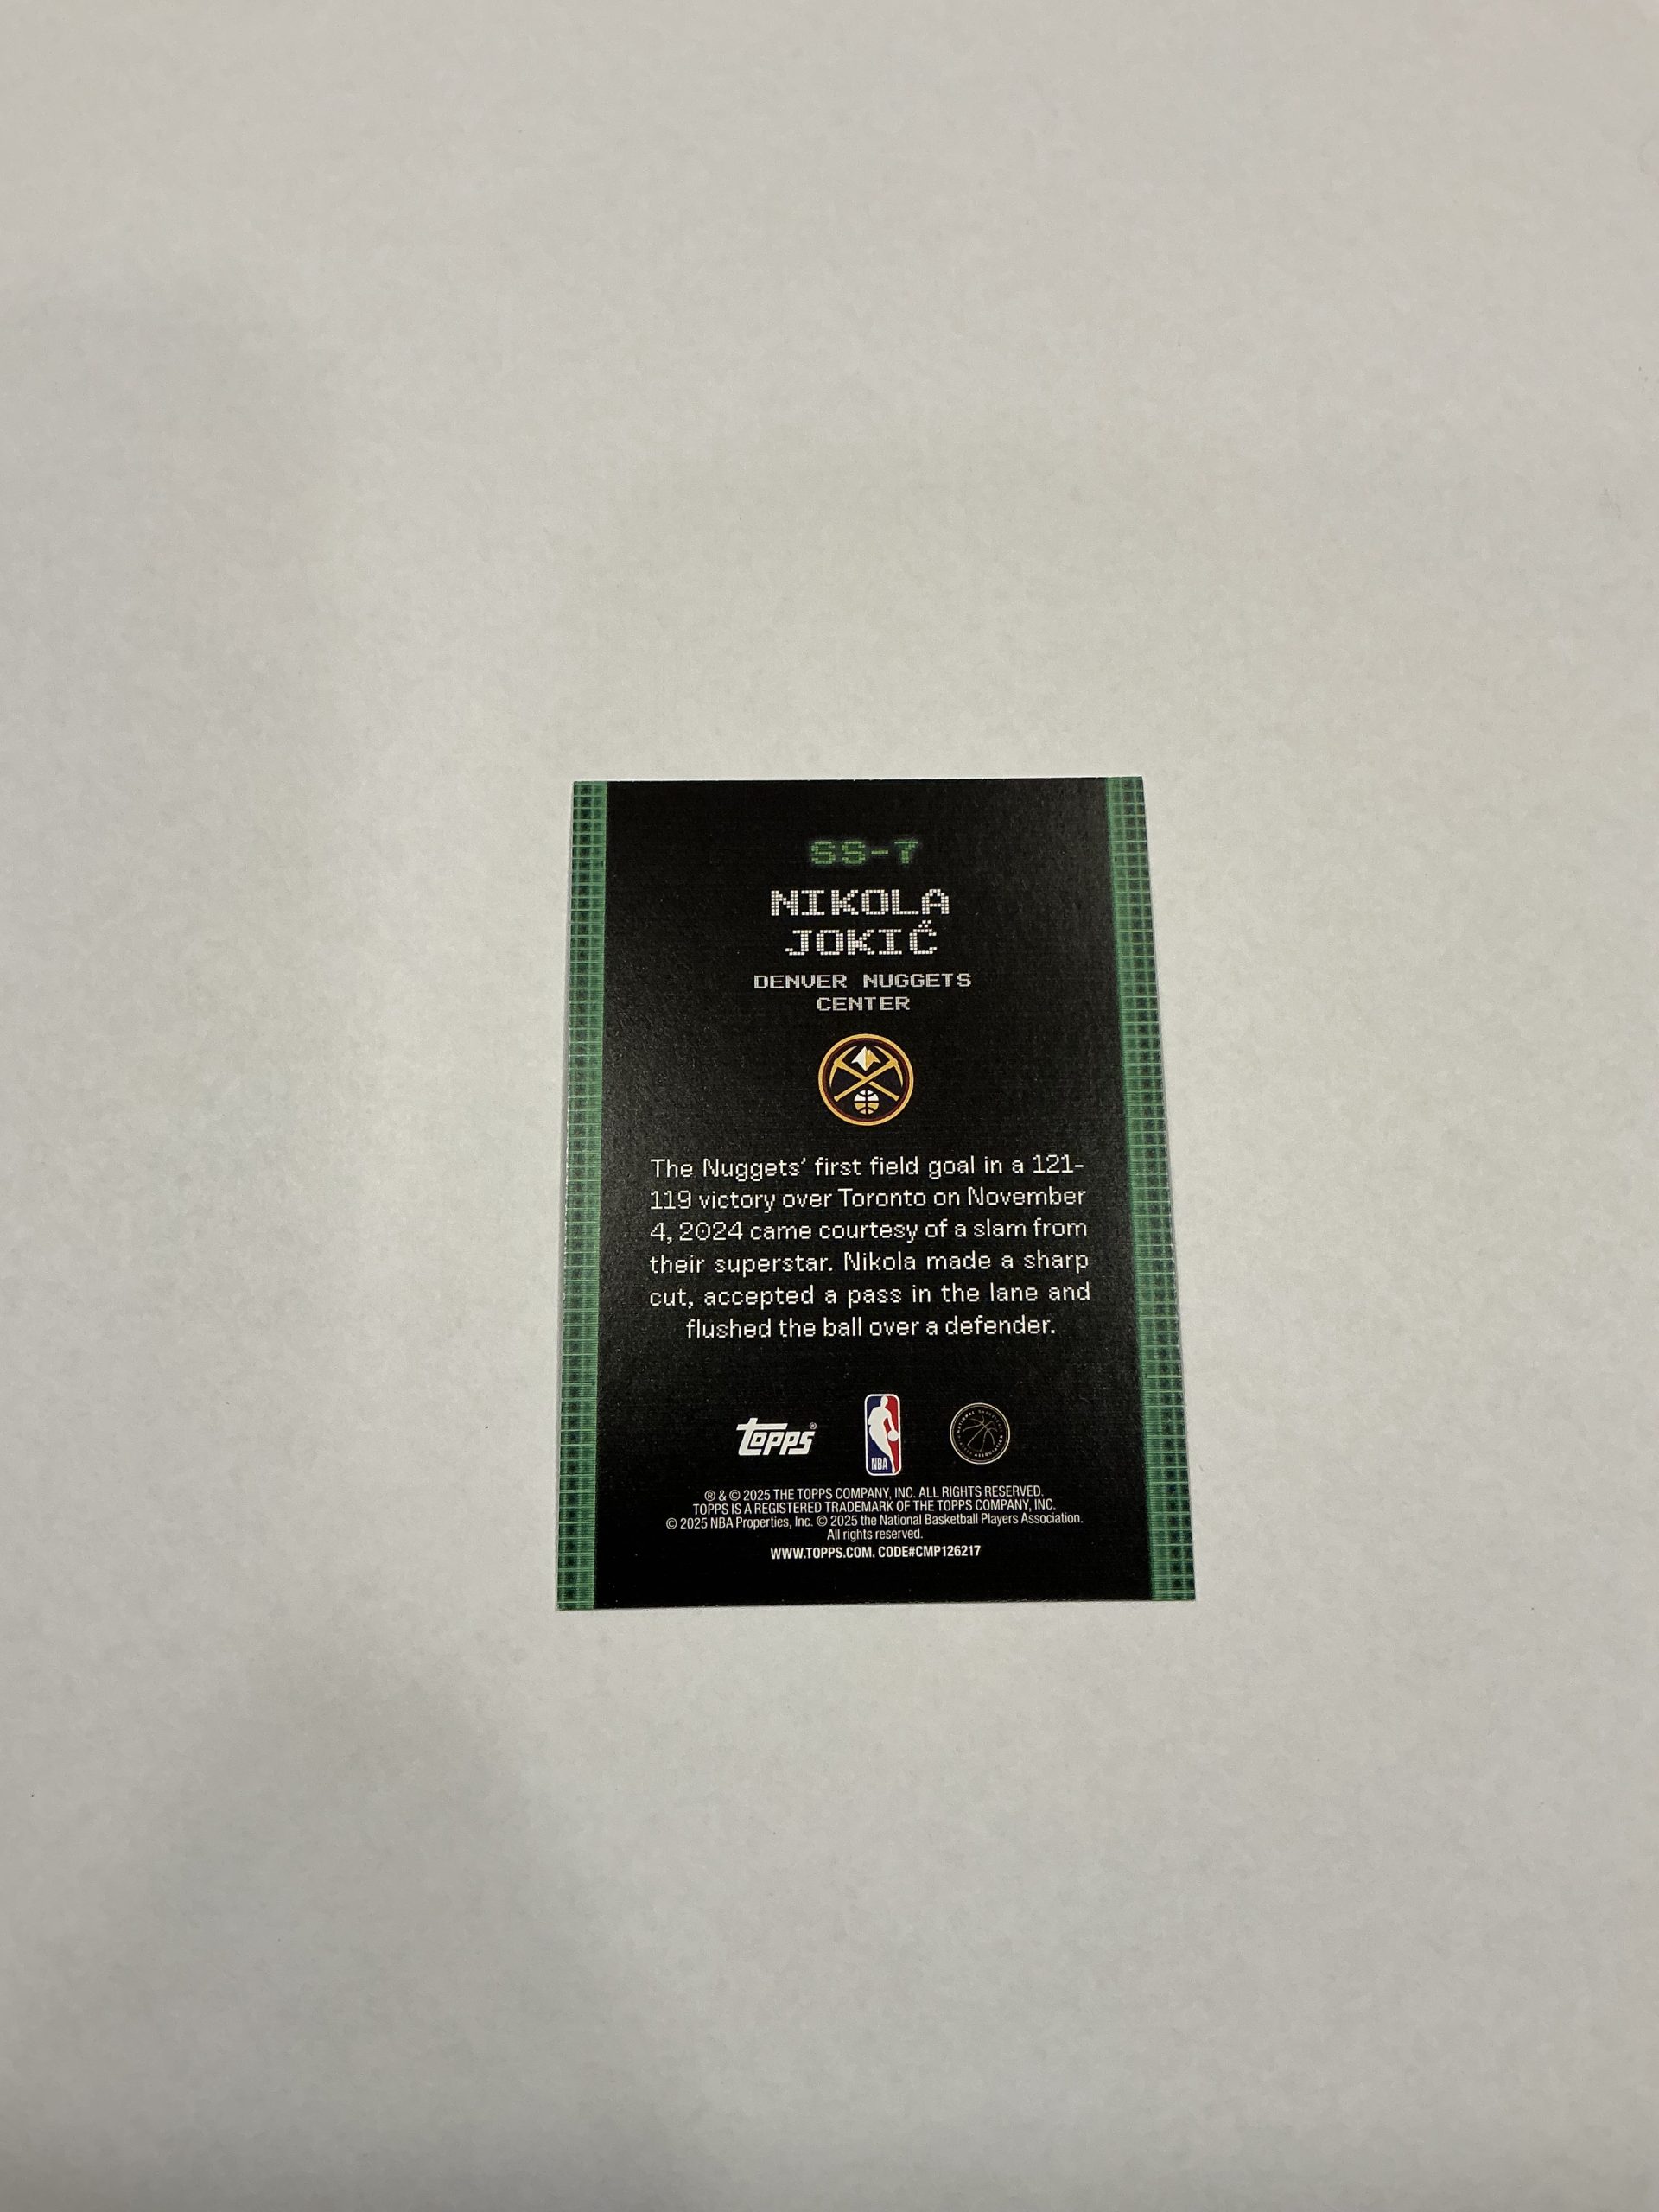 SS-7
NIKOLA
JOKIĆ
DENVER NUGGETS
CENTER
The Nuggets’ first field goal in a 121-
119 victory over Toronto on November
4, 2024 came courtesy of a slam from
their superstar. Nikola made a sharp
cut, accepted a pass in the lane and
flushed the ball over a defender.
topps®
NBA
® & © 2025 THE TOPPS COMPANY, INC. ALL RIGHTS RESERVED.
TOPPS IS A REGISTERED TRADEMARK OF THE TOPPS COMPANY, INC.
© 2025 NBA Properties, Inc. © 2025 the National Basketball Players Association.
All rights reserved.
WWW.TOPPS.COM. CODE#CMP126217